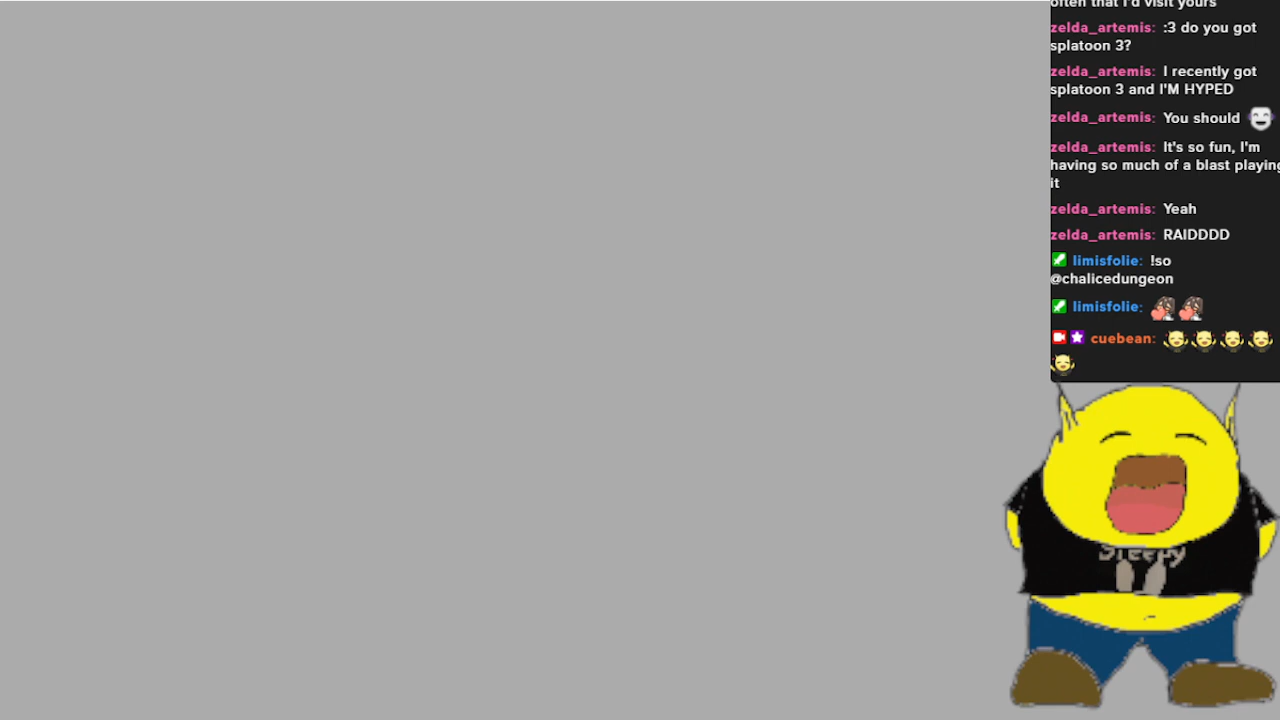 often that I'd visit yours
zelda_artemis: :3 do you got
splatoon 3?
zelda_artemis: I recently got
splatoon 3 and I'M HYPED
zelda_artemis: You should
zelda_artemis: It's so fun, I'm
having so much of a blast playing
it
zelda_artemis: Yeah
zelda_artemis: RAIDDDD
limisfolie: !so
@chalicedungeon
limisfolie:
cuebean:
Sleepy